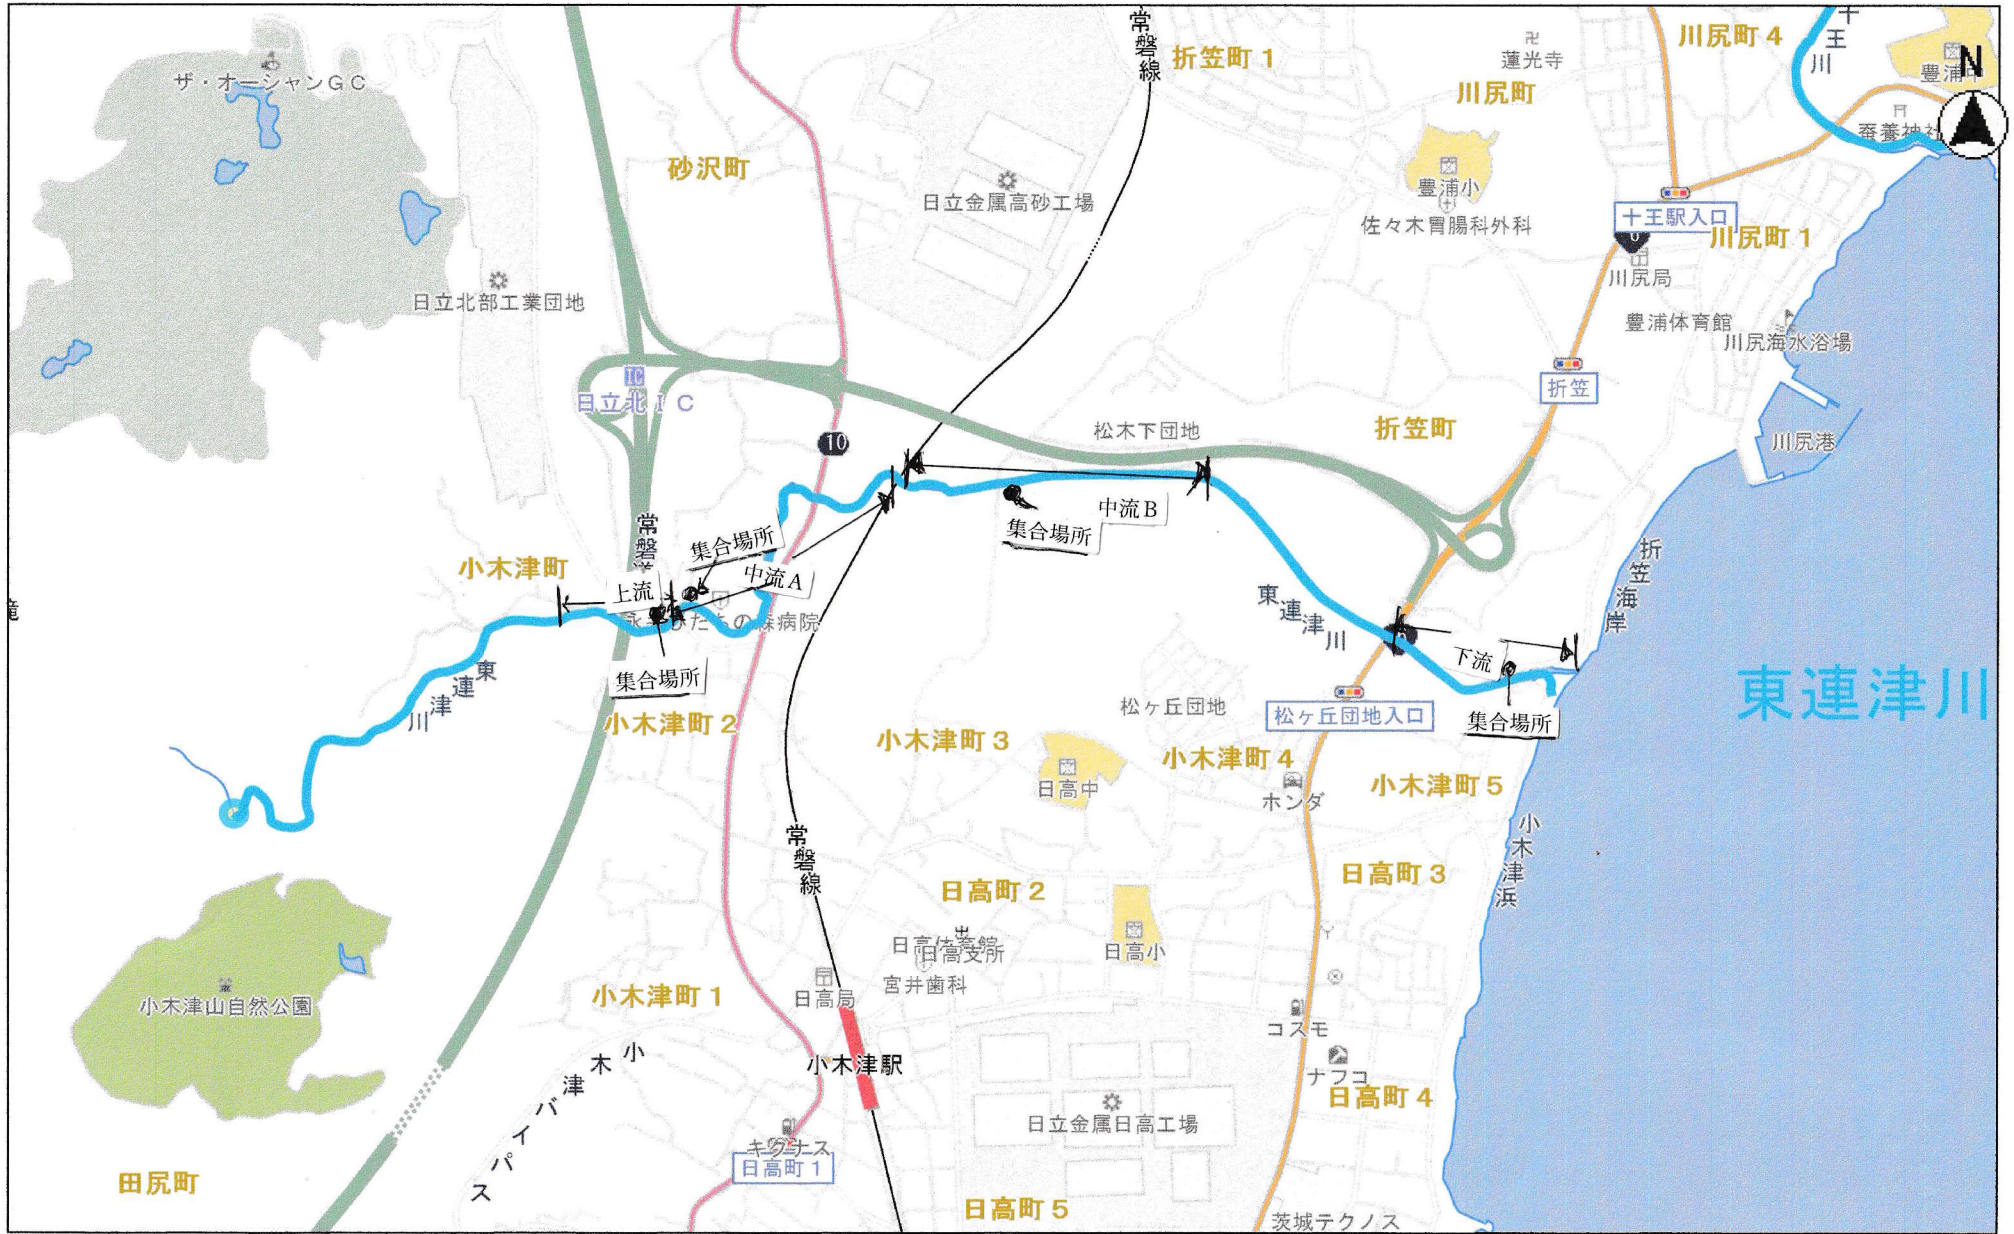 常磐線
折笠町1
川尻町4
十王川
蓮光寺
川尻町
豊浦中
N
ザ・オーシャンGC
蚕養神社
砂沢町
日立金属高砂工場
豊浦小
佐々木胃腸科外科
十王駅入口
川尻町1
6
川尻局
日立北部工業団地
豊浦体育館
川尻海水浴場
IC
日立北IC
折笠
10
松木下団地
折笠町
川尻港
中流B
集合場所
常磐道
集合場所
小木津町
中流A
上流
折笠海岸
東連津川
下流
集合場所
東連津川
小木津町2
松ヶ丘団地
松ヶ丘団地入口
集合場所
東連津川
小木津町3
小木津町4
日高中
ホンダ
小木津町5
小木津浜
常磐線
日高町3
日高町2
日高支所
日高小
宮井歯科
小木津山自然公園
小木津町1
日高局
コスモ
小木津バイパス
小木津駅
ナフコ
日高町4
日立金属日高工場
キグナス
日高町1
田尻町
日高町5
茨城テクノス